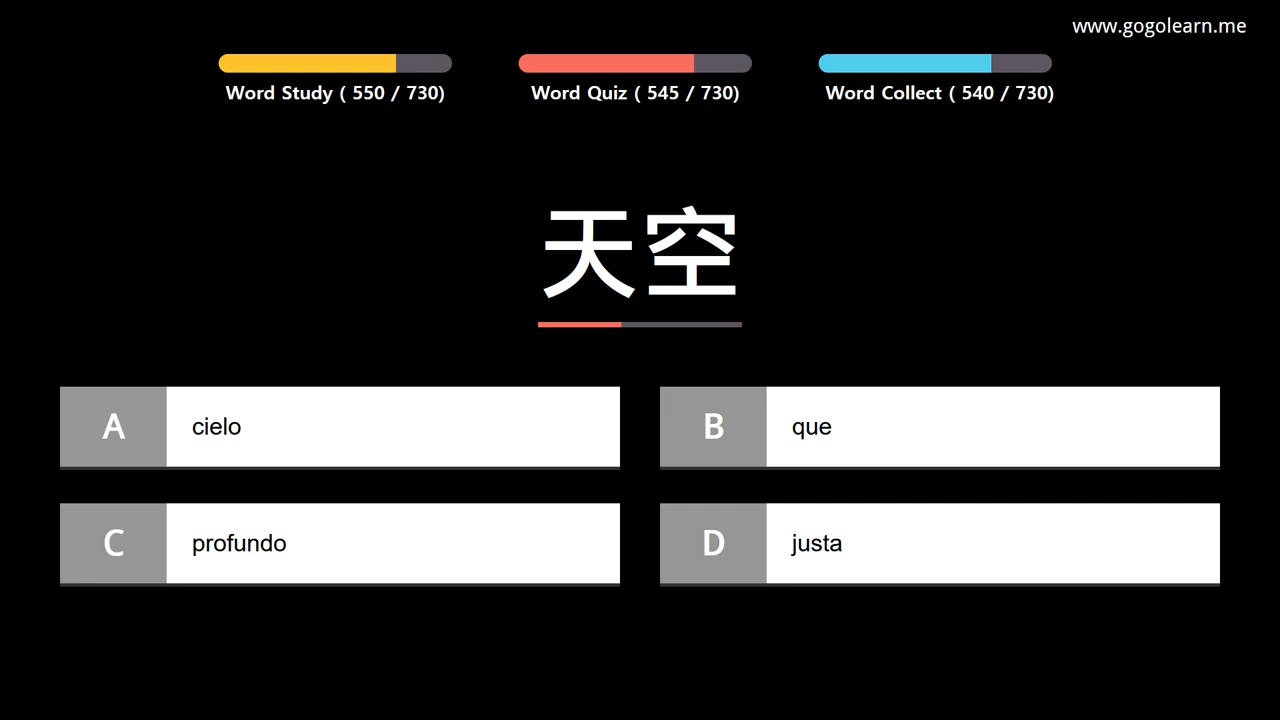 www.gogolearn.me
Word Study ( 550 / 730)
Word Quiz ( 545 / 730)
Word Collect ( 540 / 730)
天空
A cielo
B que
C profundo
D justa